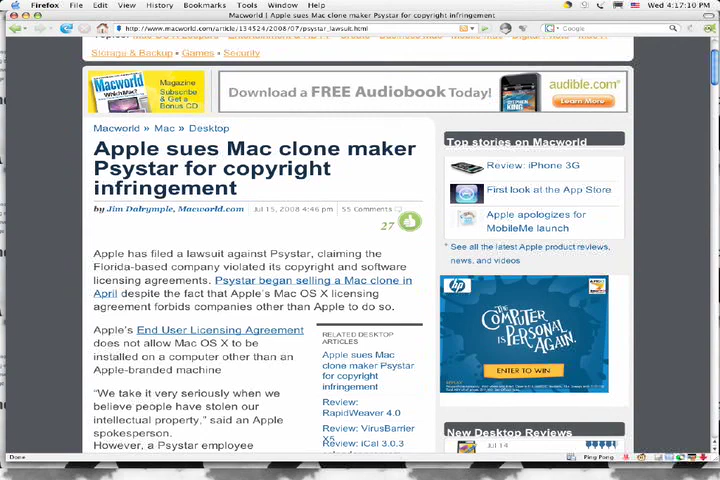 Firefox File Edit View History Bookmarks Tools Window Help Wed 4:17:10 PM
Macworld | Apple sues Mac clone maker Psystar for copyright infringement
http://www.macworld.com/article/134524/2008/07/psystar_lawsuit.html
Google
Storage & Backup Games Security
Macworld
Magazine
Subscribe
& Get a
Bonus CD
Download a FREE Audiobook Today!
audible.com
Learn More
Macworld » Mac » Desktop
Apple sues Mac clone maker
Psystar for copyright
infringement
by Jim Dalrymple, Macworld.com Jul 15, 2008 4:46 pm 55 Comments
27
Apple has filed a lawsuit against Psystar, claiming the
Florida-based company violated its copyright and software
licensing agreements. Psystar began selling a Mac clone in
April despite the fact that Apple's Mac OS X licensing
agreement forbids companies other than Apple to do so.
Apple's End User Licensing Agreement
does not allow Mac OS X to be
installed on a computer other than an
Apple-branded machine
"We take it very seriously when we
believe people have stolen our
intellectual property," said an Apple
spokesperson.
However, a Psystar employee
RELATED DESKTOP
ARTICLES
Apple sues Mac
clone maker Psystar
for copyright
infringement
Review:
RapidWeaver 4.0
Review: VirusBarrier
X5
Review: iCal 3.0.3
Top stories on Macworld
Review: iPhone 3G
First look at the App Store
Apple apologizes for
MobileMe launch
See all the latest Apple product reviews,
news, and videos
hp
THE
COMPUTER
IS PERSONAL
AGAIN.
ENTER TO WIN
REPLAY
New Desktop Reviews
Jul 14
Done
Ping Pong